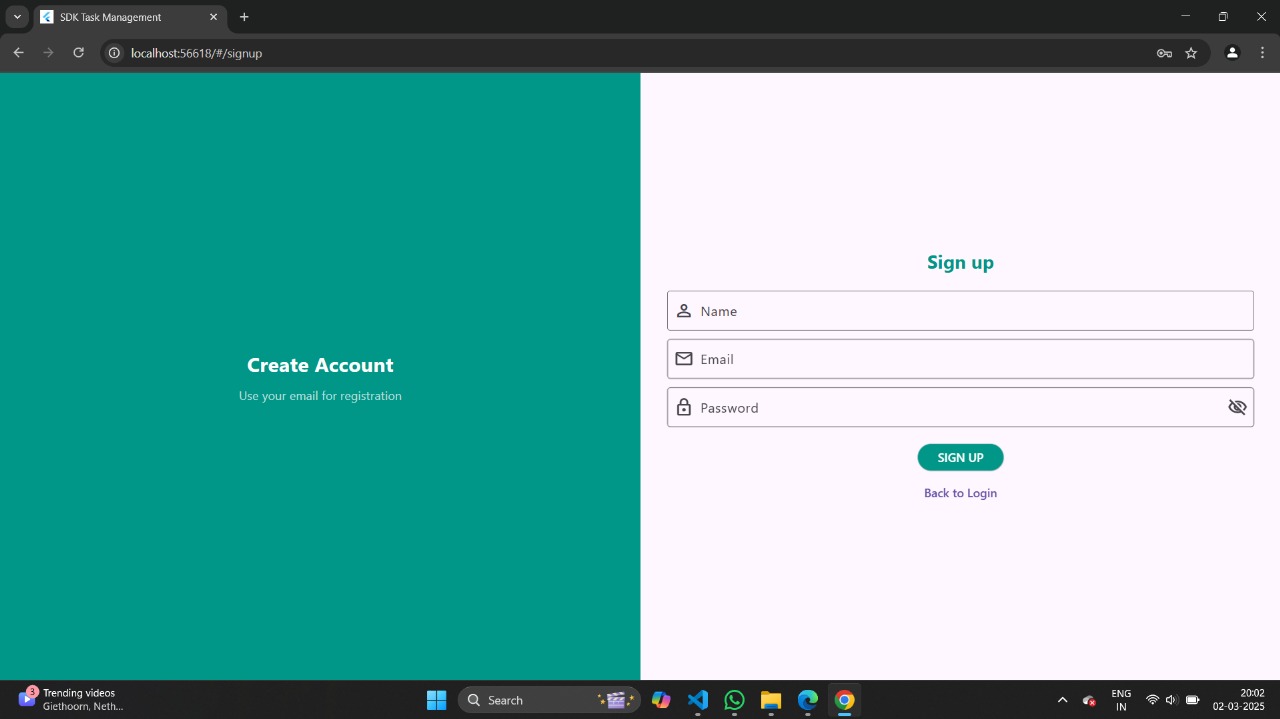 SDK Task Management
localhost:56618/#/signup
Create Account
Use your email for registration
Sign up
Name
Email
Password
SIGN UP
Back to Login
3
Trending videos
Giethoorn, Neth...
Search
ENG
IN
20:02
02-03-2025